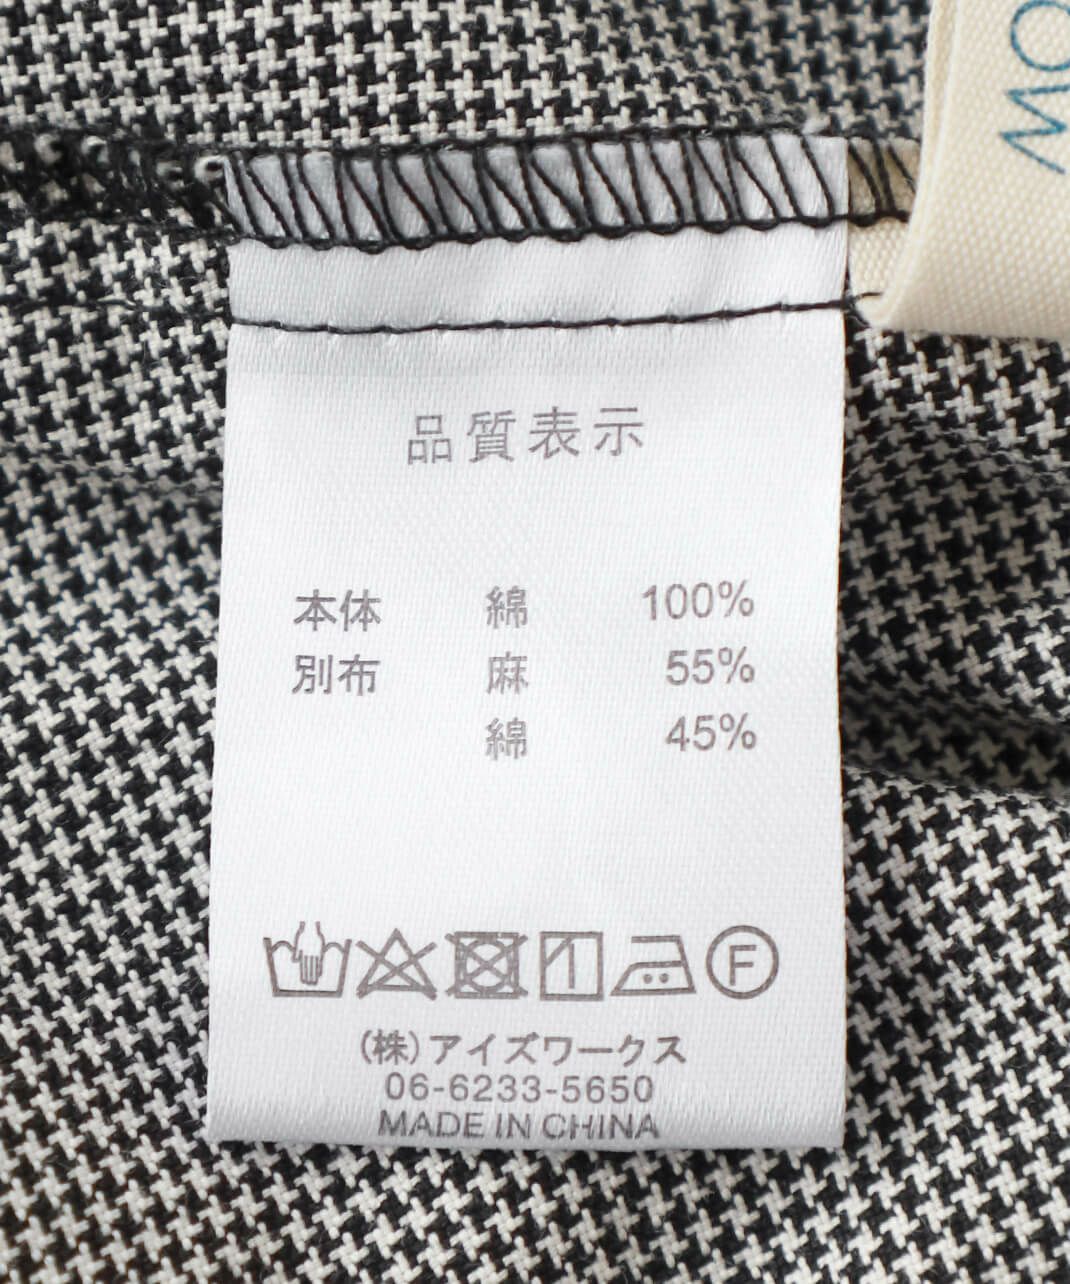 OW
品質表示
本体 綿 100%
別布 麻 55%
綿 45%
F
(株)アイズワークス
06-6233-5650
MADE IN CHINA